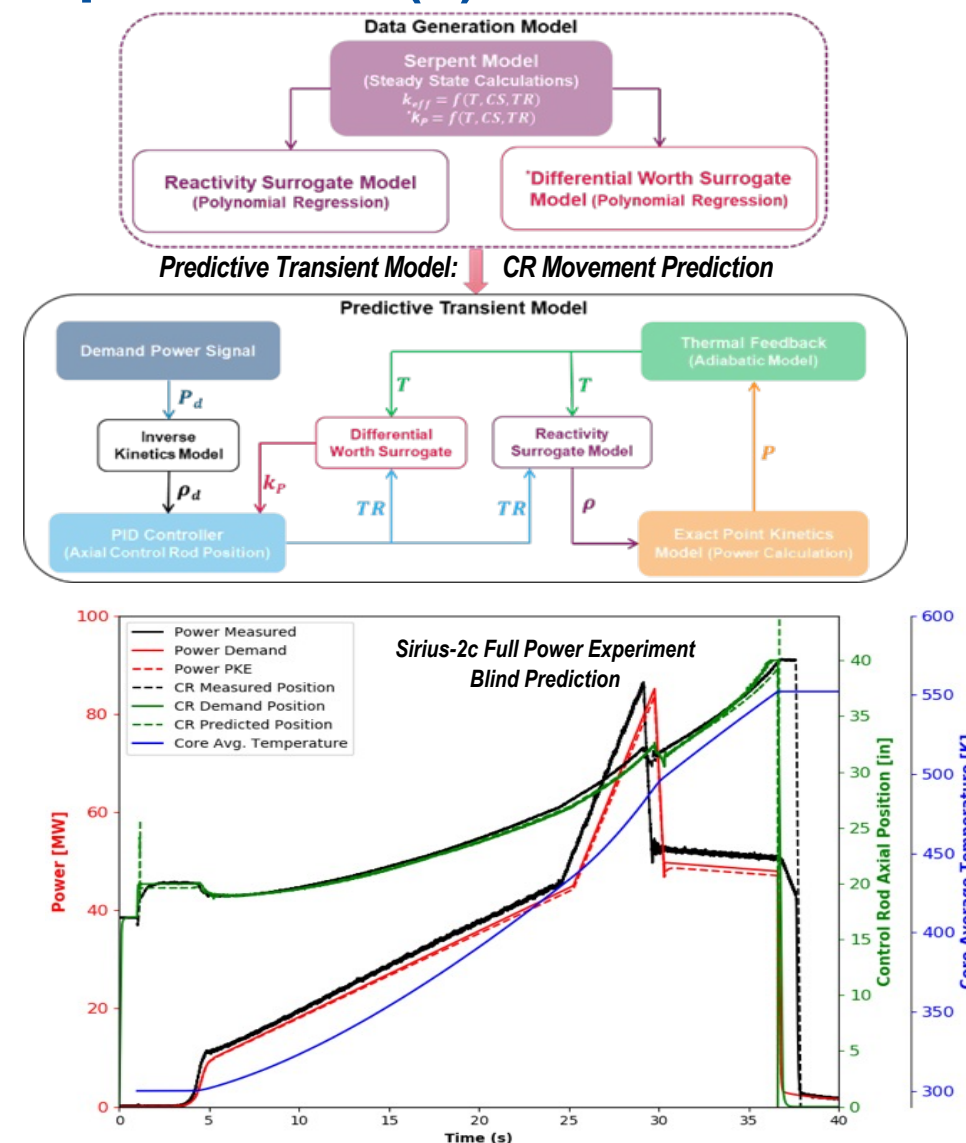 Data Generation Model
Serpent Model
(Steady State Calculations)
k_eff = f(T, CS, TR)
*k_P = f(T, CS, TR)
Reactivity Surrogate Model
(Polynomial Regression)
*Differential Worth Surrogate
Model (Polynomial Regression)
Predictive Transient Model: CR Movement Prediction
Predictive Transient Model
Demand Power Signal
Thermal Feedback
(Adiabatic Model)
P_d
T
T
Inverse
Kinetics Model
Differential
Worth Surrogate
Reactivity
Surrogate Model
P
ρ_d
k_P
TR
TR
ρ
PID Controller
(Axial Control Rod Position)
Exact Point Kinetics
Model (Power Calculation)
Sirius-2c Full Power Experiment
Blind Prediction
Power Measured
Power Demand
Power PKE
CR Measured Position
CR Demand Position
CR Predicted Position
Core Avg. Temperature
Power [MW]
100
80
60
40
20
0
0 5 10 15 20 25 30 35 40
Time (s)
Control Rod Axial Position [in]
40
35
30
25
20
15
10
5
0
Core Average Temperature [K]
600
550
500
450
400
350
300